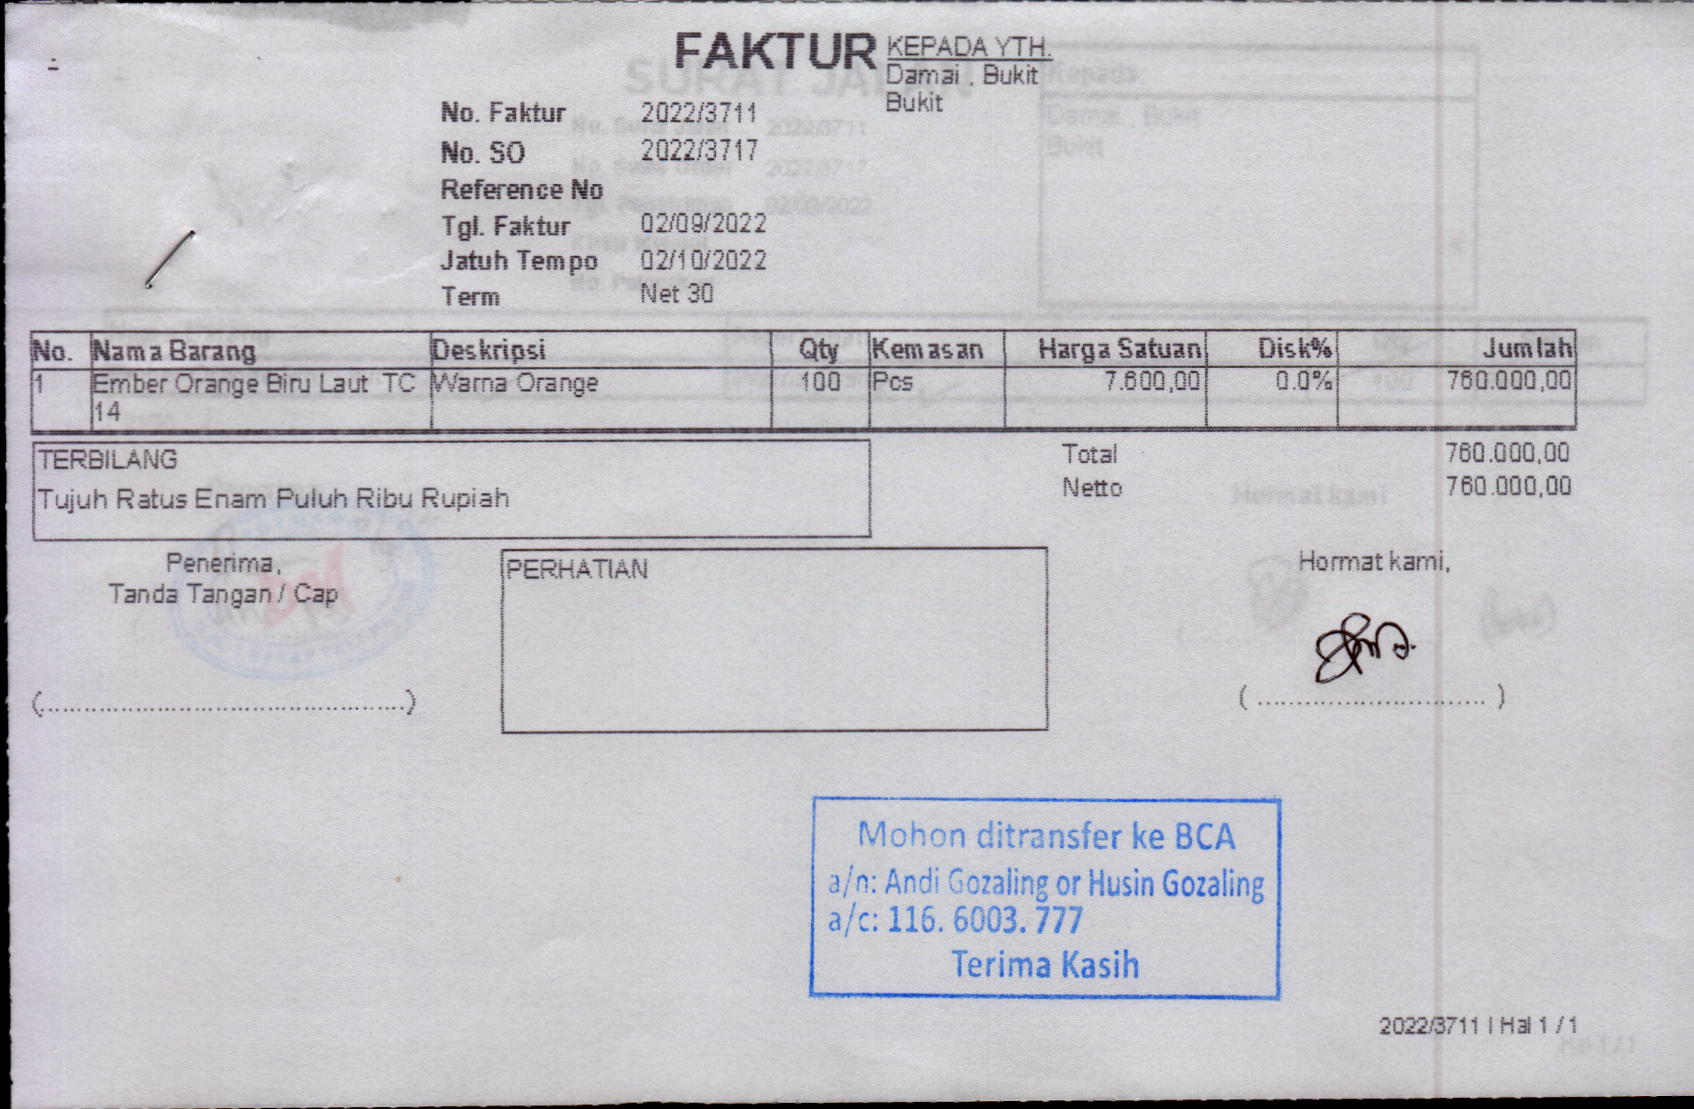 FAKTUR
KEPADA YTH.
Damai , Bukit
Bukit
No. Faktur 2022/3711
No. SO 2022/3717
Reference No
Tgl. Faktur 02/09/2022
Jatuh Tempo 02/10/2022
Term Net 30
No. Nama Barang Deskripsi Qty Kemasan Harga Satuan Disk% Jumlah
1 Ember Orange Biru Laut TC Warna Orange 100 Pcs 7.600,00 0.0% 760.000,00
14
TERBILANG
Tujuh Ratus Enam Puluh Ribu Rupiah
Total 760.000,00
Netto 760.000,00
Penerima,
Tanda Tangan / Cap
(................................................)
PERHATIAN
Hormat kami,
( .............................. )
Mohon ditransfer ke BCA
a/n: Andi Gozaling or Husin Gozaling
a/c: 116. 6003. 777
Terima Kasih
2022/3711 | Hal 1 / 1